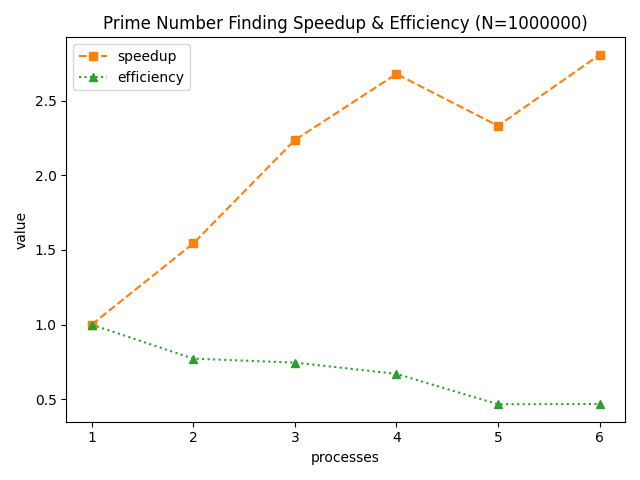 Prime Number Finding Speedup & Efficiency (N=1000000)
speedup
efficiency
value
2.5
2.0
1.5
1.0
0.5
1 2 3 4 5 6
processes